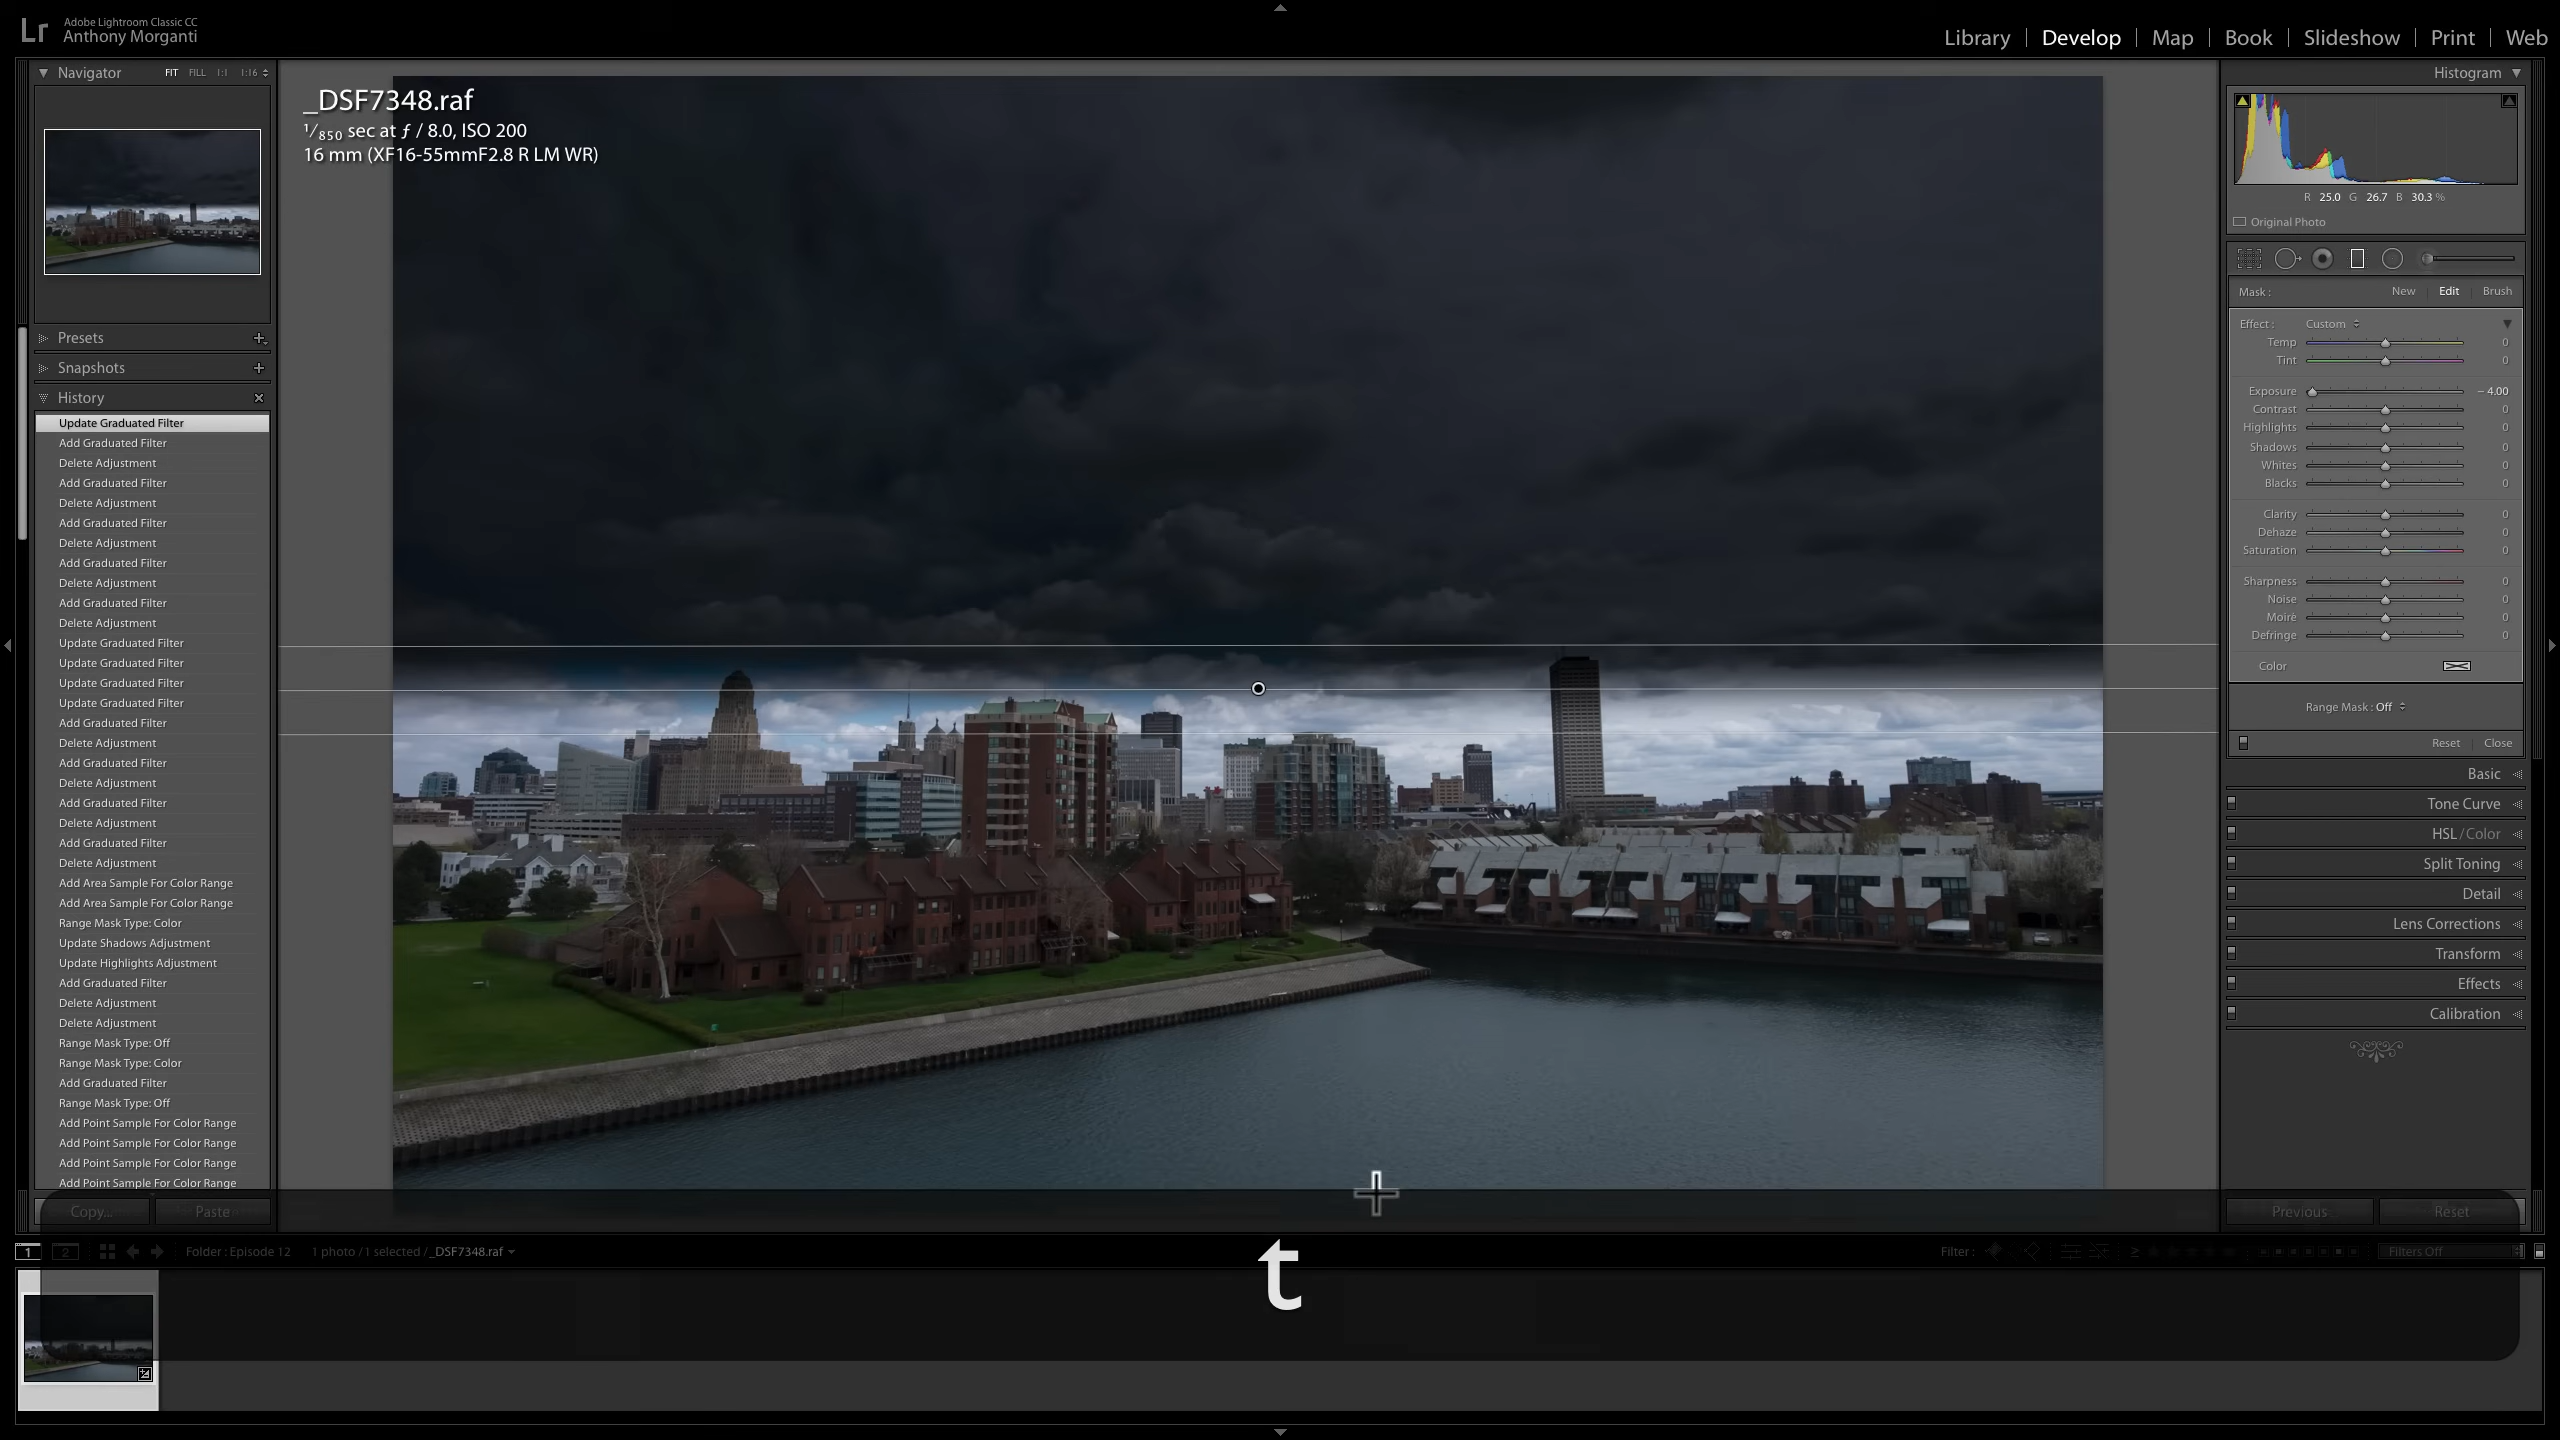 Lr
Adobe Lightroom Classic CC
Anthony Morganti
Library | Develop | Map | Book | Slideshow | Print | Web
Navigator FIT FILL 1:1 1:16
Presets
Snapshots
History
Update Graduated Filter
Add Graduated Filter
Delete Adjustment
Add Graduated Filter
Delete Adjustment
Add Graduated Filter
Delete Adjustment
Add Graduated Filter
Delete Adjustment
Add Graduated Filter
Delete Adjustment
Update Graduated Filter
Update Graduated Filter
Update Graduated Filter
Update Graduated Filter
Add Graduated Filter
Delete Adjustment
Add Graduated Filter
Delete Adjustment
Add Graduated Filter
Delete Adjustment
Add Graduated Filter
Delete Adjustment
Add Area Sample For Color Range
Add Area Sample For Color Range
Range Mask Type: Color
Update Shadows Adjustment
Update Highlights Adjustment
Add Graduated Filter
Delete Adjustment
Delete Adjustment
Range Mask Type: Off
Range Mask Type: Color
Add Graduated Filter
Range Mask Type: Off
Add Point Sample For Color Range
Add Point Sample For Color Range
Add Point Sample For Color Range
Add Point Sample For Color Range
Copy... Paste
_DSF7348.raf
1/850 sec at ƒ / 8.0, ISO 200
16 mm (XF16-55mmF2.8 R LM WR)
Histogram
R 25.0 G 26.7 B 30.3 %
Original Photo
Mask : New | Edit | Brush
Effect : Custom
Temp 0
Tint 0
Exposure – 4.00
Contrast 0
Highlights 0
Shadows 0
Whites 0
Blacks 0
Clarity 0
Dehaze 0
Saturation 0
Sharpness 0
Noise 0
Moiré 0
Defringe 0
Color
Range Mask : Off
Reset | Close
Basic
Tone Curve
HSL / Color
Split Toning
Detail
Lens Corrections
Transform
Effects
Calibration
Previous Reset
1 2 Folder : Episode 12 1 photo / 1 selected / _DSF7348.raf
Filter : Filters Off
t